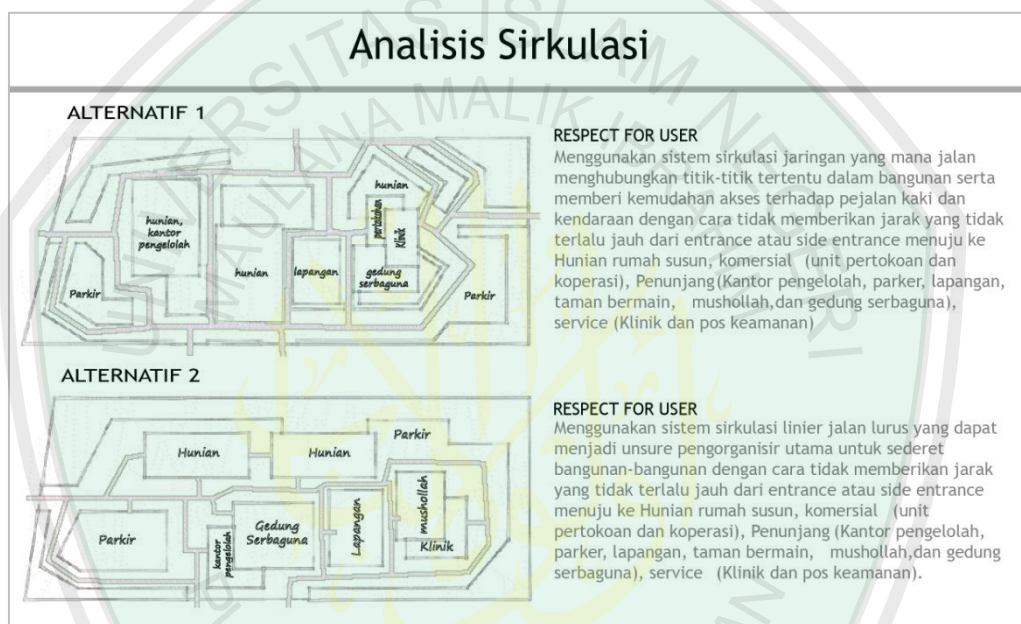 Analisis Sirkulasi
ALTERNATIF 1
hunian,
kantor
pengelolah
Parkir
hunian
lapangan
hunian
pertokohan
Klinik
gedung
serbaguna
Parkir
RESPECT FOR USER
Menggunakan sistem sirkulasi jaringan yang mana jalan
menghubungkan titik-titik tertentu dalam bangunan serta
memberi kemudahan akses terhadap pejalan kaki dan
kendaraan dengan cara tidak memberikan jarak yang tidak
terlalu jauh dari entrance atau side entrance menuju ke
Hunian rumah susun, komersial (unit pertokoan dan
koperasi), Penunjang(Kantor pengelolah, parker, lapangan,
taman bermain, mushollah,dan gedung serbaguna),
service (Klinik dan pos keamanan)
ALTERNATIF 2
Hunian
Hunian
Parkir
Parkir
kantor
pengelolah
Gedung
Serbaguna
Lapangan
mushollah
Klinik
RESPECT FOR USER
Menggunakan sistem sirkulasi linier jalan lurus yang dapat
menjadi unsure pengorganisir utama untuk sederet
bangunan-bangunan dengan cara tidak memberikan jarak
yang tidak terlalu jauh dari entrance atau side entrance
menuju ke Hunian rumah susun, komersial (unit
pertokoan dan koperasi), Penunjang (Kantor pengelolah,
parker, lapangan, taman bermain, mushollah,dan gedung
serbaguna), service (Klinik dan pos keamanan).
UNIVERSITAS ISLAM NEGERI
MAULANA MALIK IBRAHIM